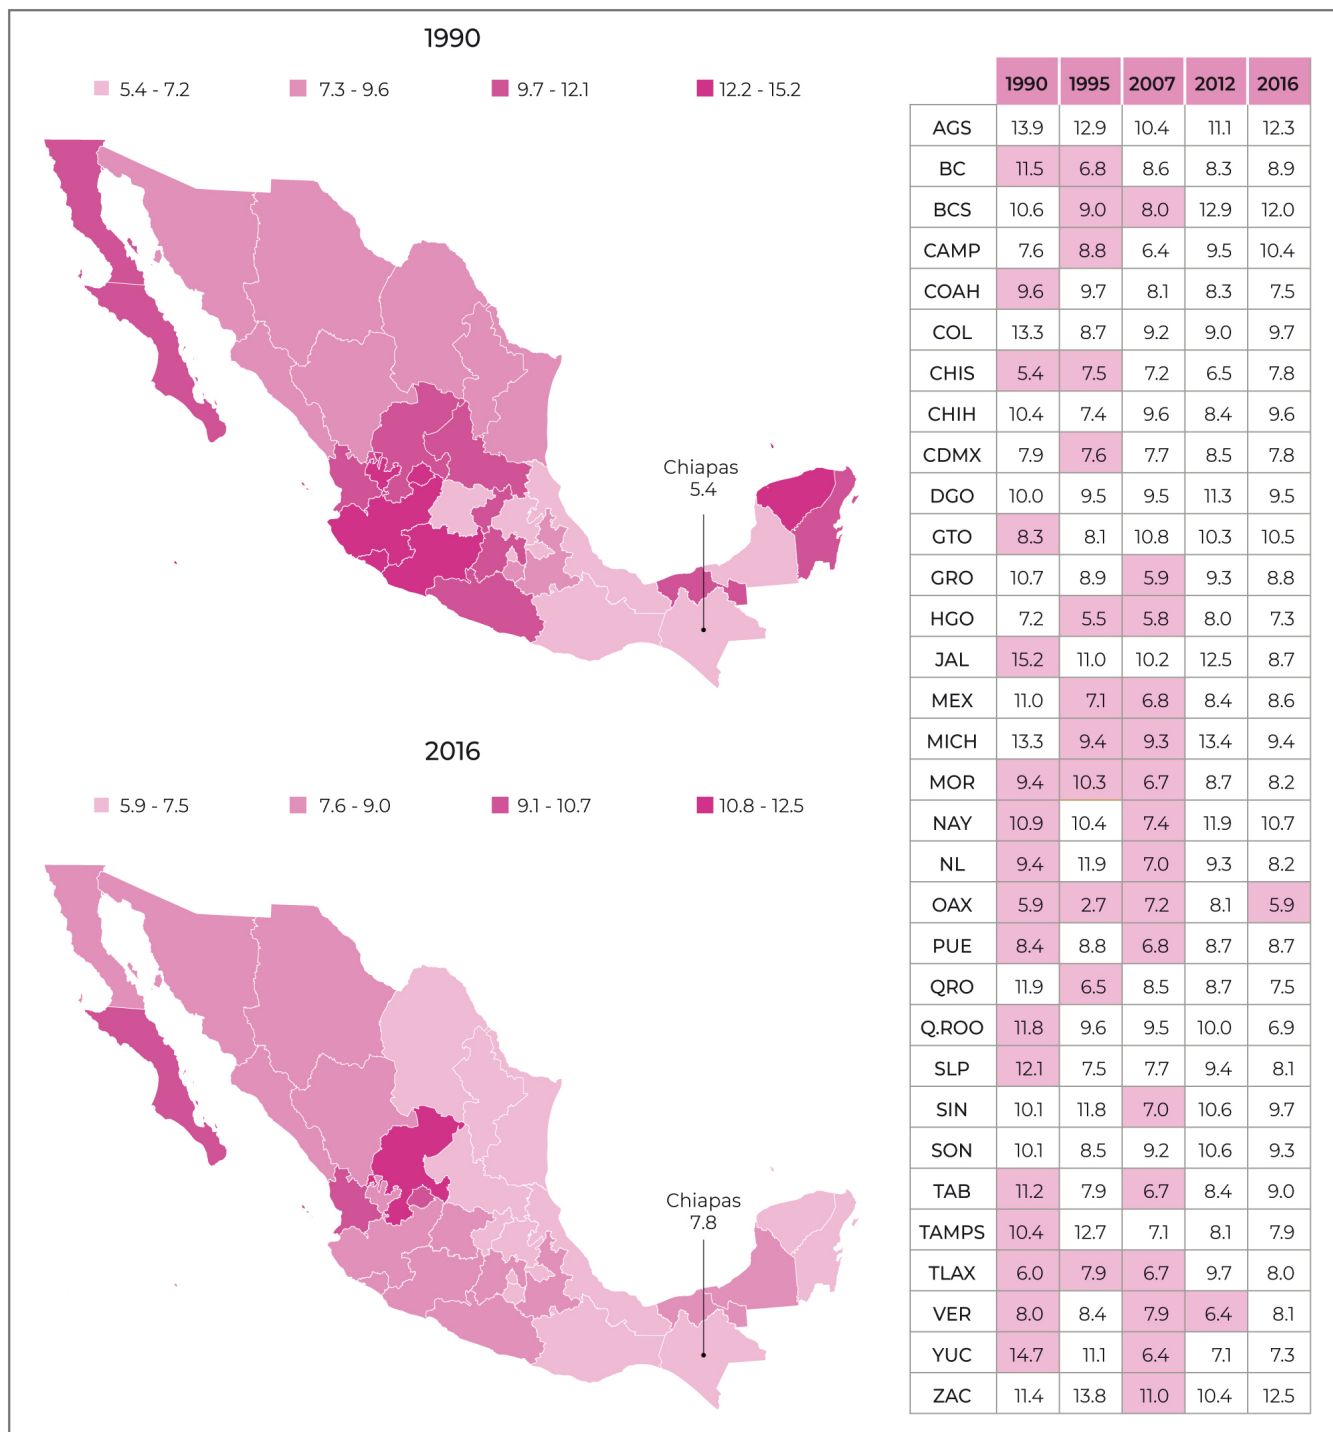 1990
5.4 - 7.2 7.3 - 9.6 9.7 - 12.1 12.2 - 15.2
Chiapas
5.4
2016
5.9 - 7.5 7.6 - 9.0 9.1 - 10.7 10.8 - 12.5
Chiapas
7.8
1990 1995 2007 2012 2016
AGS 13.9 12.9 10.4 11.1 12.3
BC 11.5 6.8 8.6 8.3 8.9
BCS 10.6 9.0 8.0 12.9 12.0
CAMP 7.6 8.8 6.4 9.5 10.4
COAH 9.6 9.7 8.1 8.3 7.5
COL 13.3 8.7 9.2 9.0 9.7
CHIS 5.4 7.5 7.2 6.5 7.8
CHIH 10.4 7.4 9.6 8.4 9.6
CDMX 7.9 7.6 7.7 8.5 7.8
DGO 10.0 9.5 9.5 11.3 9.5
GTO 8.3 8.1 10.8 10.3 10.5
GRO 10.7 8.9 5.9 9.3 8.8
HGO 7.2 5.5 5.8 8.0 7.3
JAL 15.2 11.0 10.2 12.5 8.7
MEX 11.0 7.1 6.8 8.4 8.6
MICH 13.3 9.4 9.3 13.4 9.4
MOR 9.4 10.3 6.7 8.7 8.2
NAY 10.9 10.4 7.4 11.9 10.7
NL 9.4 11.9 7.0 9.3 8.2
OAX 5.9 2.7 7.2 8.1 5.9
PUE 8.4 8.8 6.8 8.7 8.7
QRO 11.9 6.5 8.5 8.7 7.5
Q.ROO 11.8 9.6 9.5 10.0 6.9
SLP 12.1 7.5 7.7 9.4 8.1
SIN 10.1 11.8 7.0 10.6 9.7
SON 10.1 8.5 9.2 10.6 9.3
TAB 11.2 7.9 6.7 8.4 9.0
TAMPS 10.4 12.7 7.1 8.1 7.9
TLAX 6.0 7.9 6.7 9.7 8.0
VER 8.0 8.4 7.9 6.4 8.1
YUC 14.7 11.1 6.4 7.1 7.3
ZAC 11.4 13.8 11.0 10.4 12.5